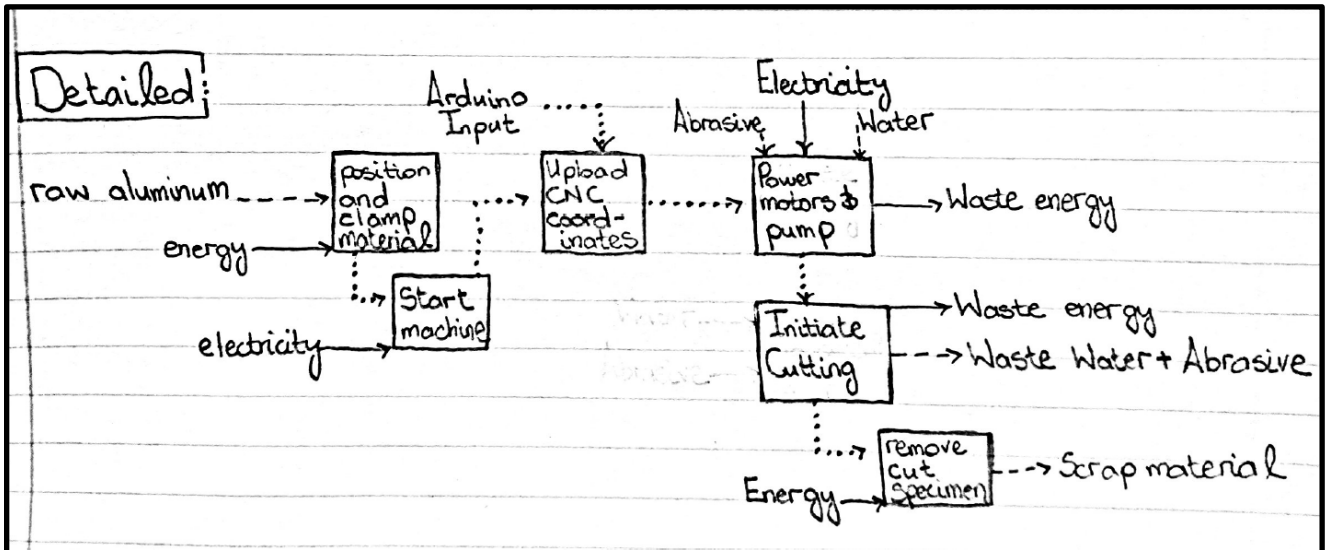 Detailed:
Arduino
Input
Electricity
Abrasive
Water
raw aluminum
energy
position
and
clamp
material
Upload
CNC
coord-
inates
Power
motors &
pump
Waste energy
electricity
Start
machine
Initiate
Cutting
Waste energy
Waste Water + Abrasive
Energy
remove
cut
specimen
Scrap material